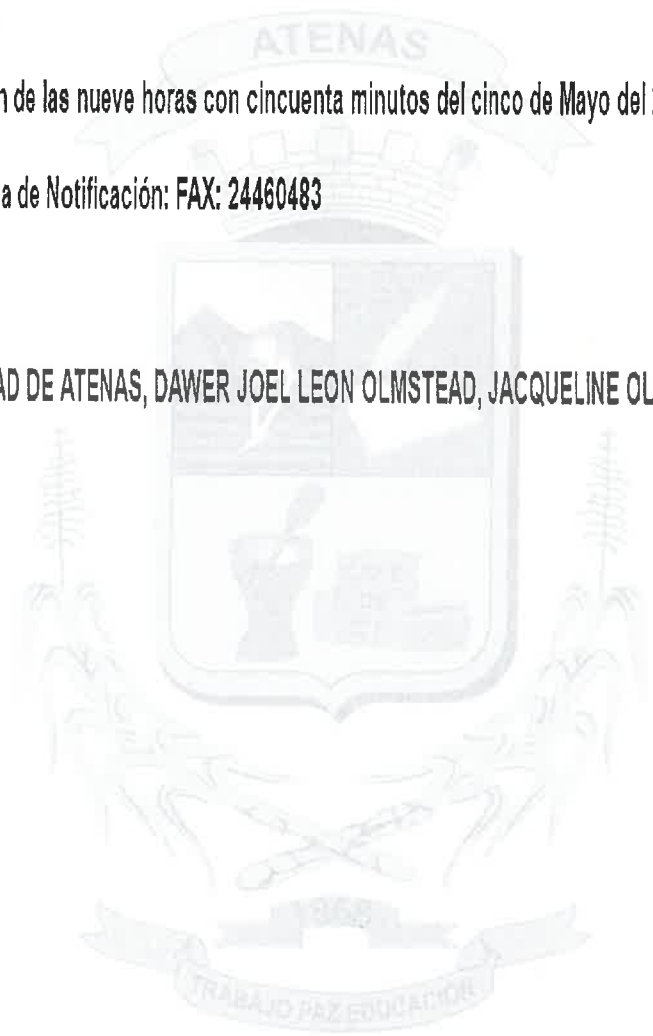 ATENAS
n de las nueve horas con cincuenta minutos del cinco de Mayo del
a de Notificación: FAX: 24460483
AD DE ATENAS, DAWER JOEL LEON OLMSTEAD, JACQUELINE OL
1868
TRABAJO PAZ EDUCACIÓN